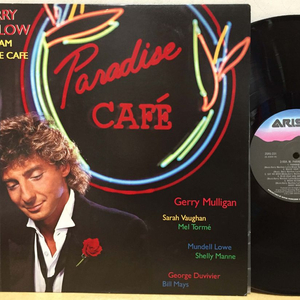 RRY
LOW
AM
E CAFE
Paradise
CAFÉ
Gerry Mulligan
Sarah Vaughan
Mel Tormé
Mundell Lowe
Shelly Manne
George Duvivier
Bill Mays
ARIS